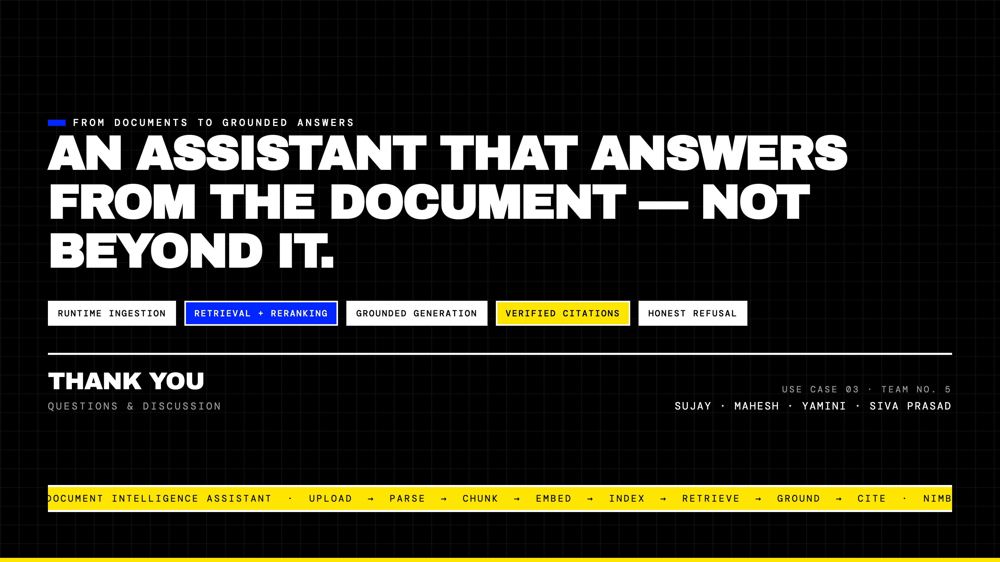 FROM DOCUMENTS TO GROUNDED ANSWERS
AN ASSISTANT THAT ANSWERS
FROM THE DOCUMENT — NOT
BEYOND IT.
RUNTIME INGESTION
RETRIEVAL + RERANKING
GROUNDED GENERATION
VERIFIED CITATIONS
HONEST REFUSAL
THANK YOU
QUESTIONS & DISCUSSION
USE CASE 03 · TEAM NO. 5
SUJAY · MAHESH · YAMINI · SIVA PRASAD
DOCUMENT INTELLIGENCE ASSISTANT · UPLOAD → PARSE → CHUNK → EMBED → INDEX → RETRIEVE → GROUND → CITE · NIMB